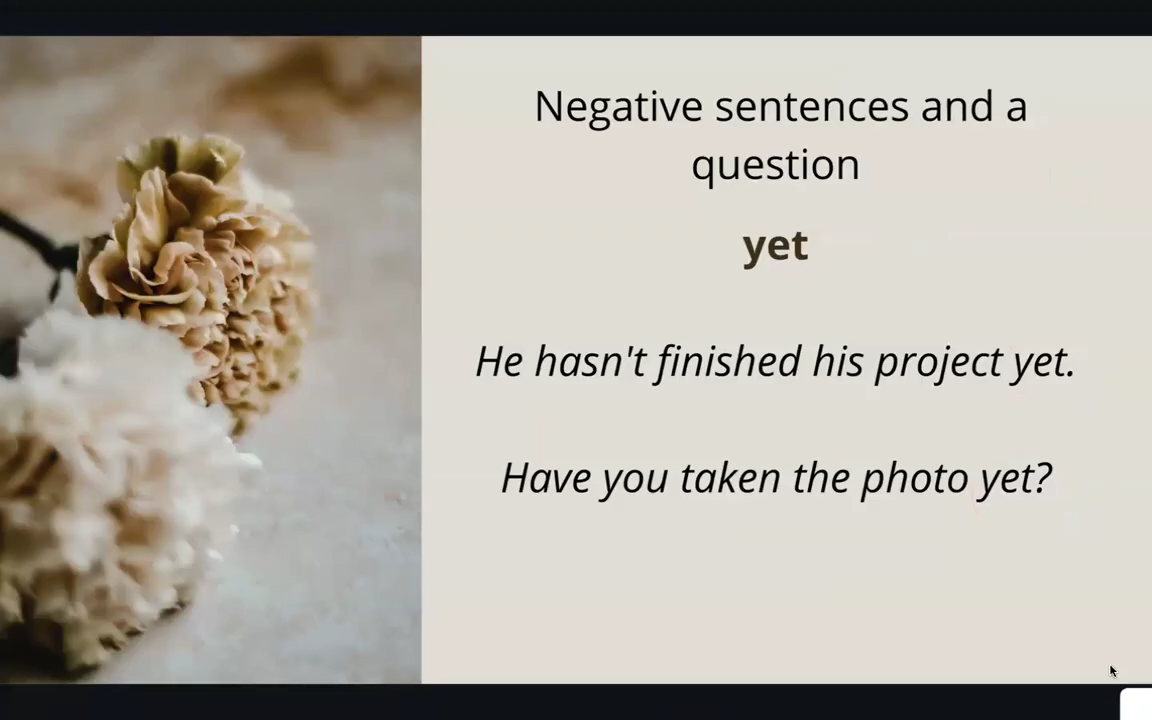 Negative sentences and a
question
yet
He hasn't finished his project yet.
Have you taken the photo yet?